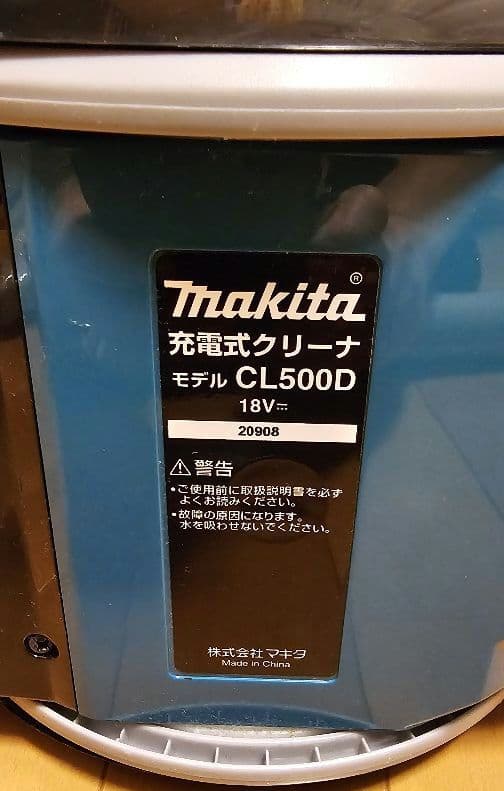 makita®
充電式クリーナ
モデル CL500D
18V⎓
20908
⚠警告
・ご使用前に取扱説明書を必ず
よくお読みください。
・故障の原因になります。
水を吸わせないでください。
株式会社 マキタ
Made in China